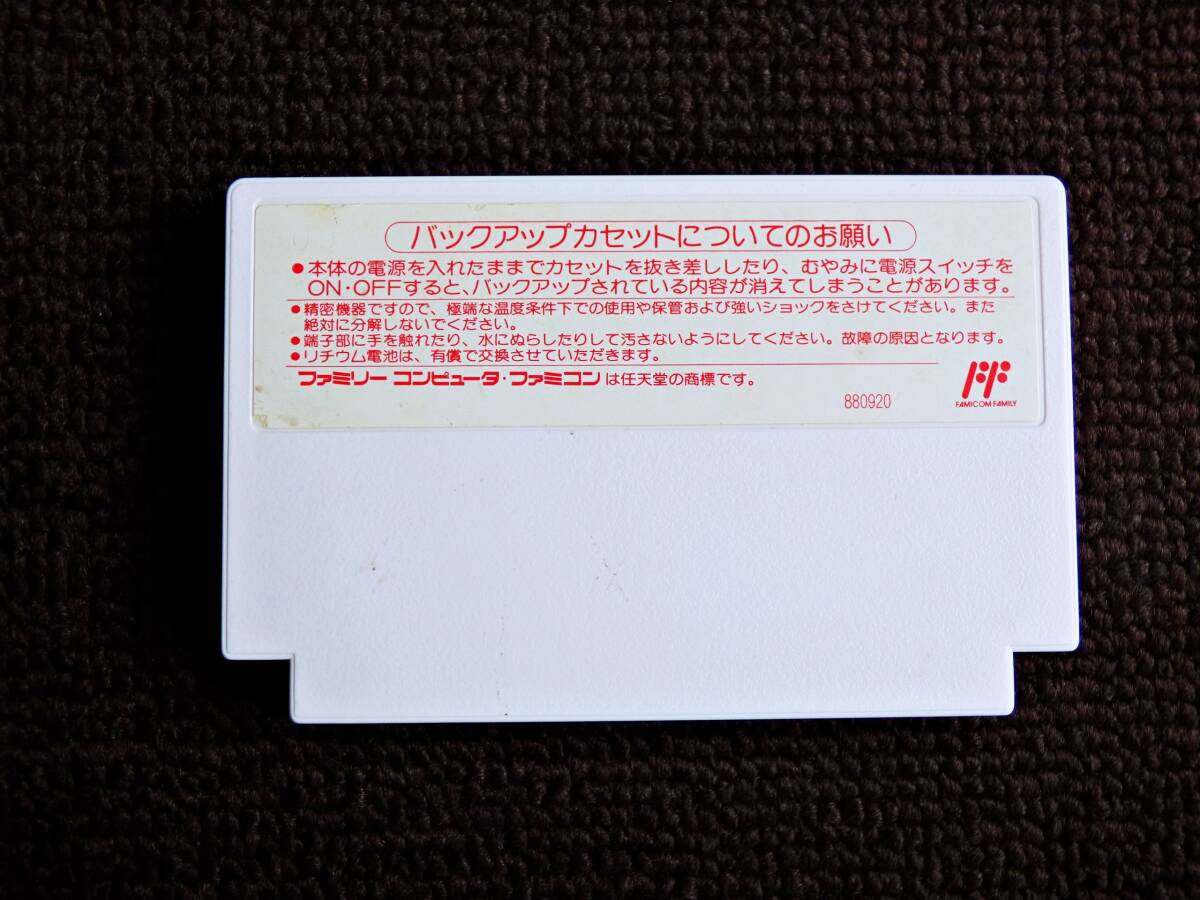 バックアップカセットについてのお願い
●本体の電源を入れたままでカセットを抜き差ししたり、むやみに電源スイッチを
ON・OFFすると、バックアップされている内容が消えてしまうことがあります。
●精密機器ですので、極端な温度条件下での使用や保管および強いショックをさけてください。また
絶対に分解しないでください。
●端子部に手を触れたり、水にぬらしたりして汚さないようにしてください。故障の原因となります。
●リチウム電池は、有償で交換させていただきます。
ファミリー コンピュータ・ファミコンは任天堂の商標です。
880920
FAMICOM FAMILY